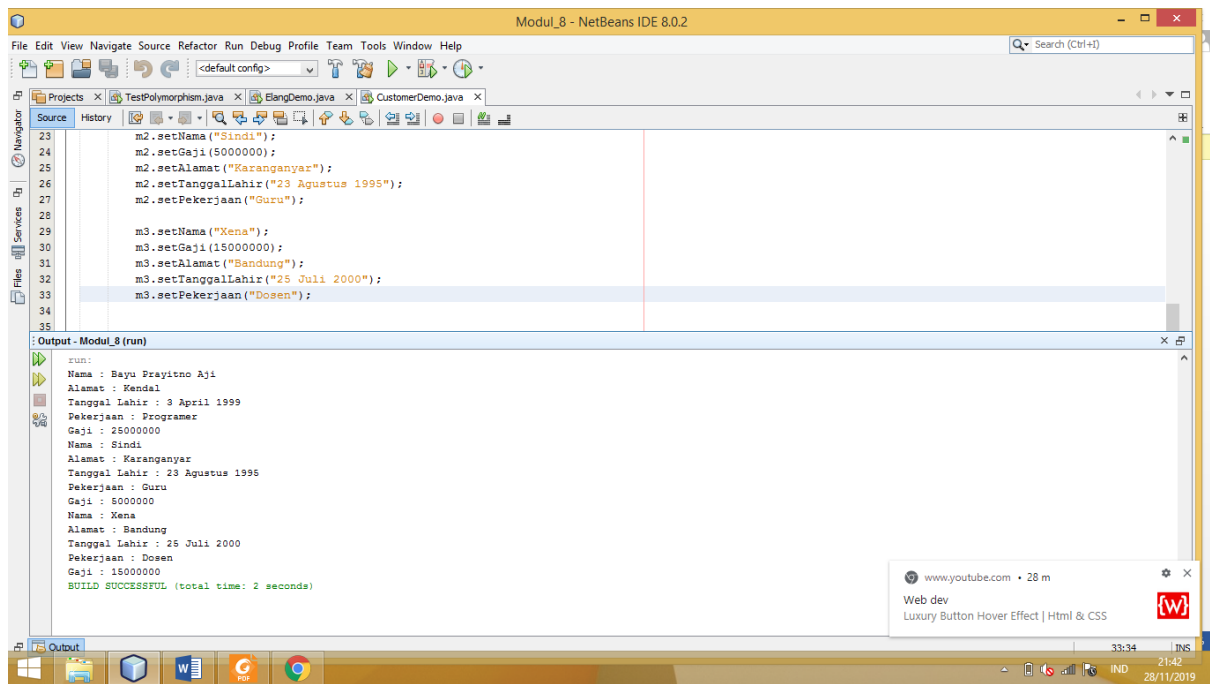 Modul_8 - NetBeans IDE 8.0.2
File Edit View Navigate Source Refactor Run Debug Profile Team Tools Window Help
Search (Ctrl+I)
<default config>
Projects TestPolymorphism.java ElangDemo.java CustomerDemo.java
Source History
Navigator
Services
Files
23 m2.setNama("Sindi");
24 m2.setGaji(5000000);
25 m2.setAlamat("Karanganyar");
26 m2.setTanggalLahir("23 Agustus 1995");
27 m2.setPekerjaan("Guru");
28
29 m3.setNama("Xena");
30 m3.setGaji(15000000);
31 m3.setAlamat("Bandung");
32 m3.setTanggalLahir("25 Juli 2000");
33 m3.setPekerjaan("Dosen");
34
35
Output - Modul_8 (run)
run:
Nama : Bayu Prayitno Aji
Alamat : Kendal
Tanggal Lahir : 3 April 1999
Pekerjaan : Programer
Gaji : 25000000
Nama : Sindi
Alamat : Karanganyar
Tanggal Lahir : 23 Agustus 1995
Pekerjaan : Guru
Gaji : 5000000
Nama : Xena
Alamat : Bandung
Tanggal Lahir : 25 Juli 2000
Pekerjaan : Dosen
Gaji : 15000000
BUILD SUCCESSFUL (total time: 2 seconds)
www.youtube.com • 28 m
Web dev
Luxury Button Hover Effect | Html & CSS
{w}
Output
33:34 INS
W
G
PDF
IND
21:42
28/11/2019